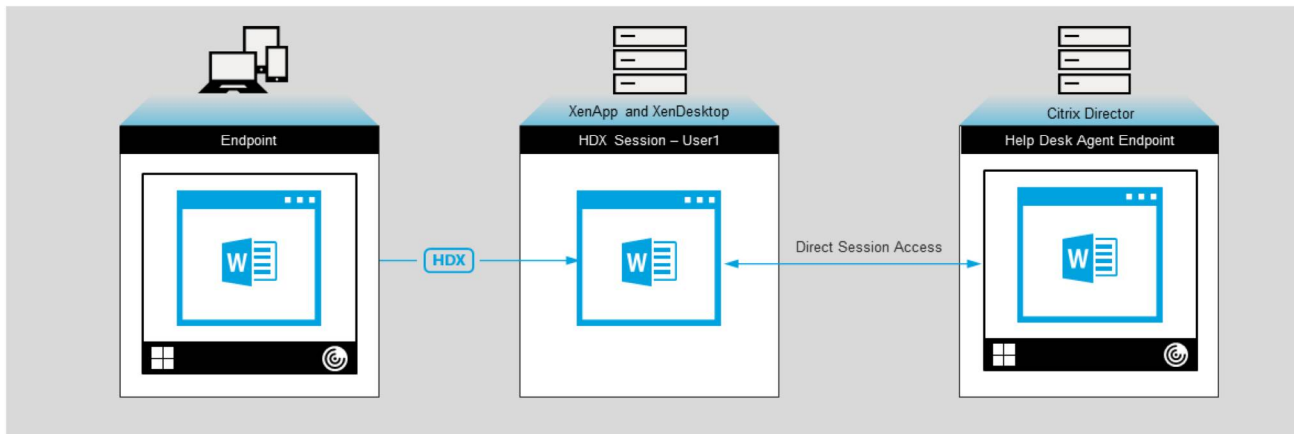 XenApp and XenDesktop
Citrix Director
Endpoint
HDX Session – User1
Help Desk Agent Endpoint
W
W
W
HDX
Direct Session Access